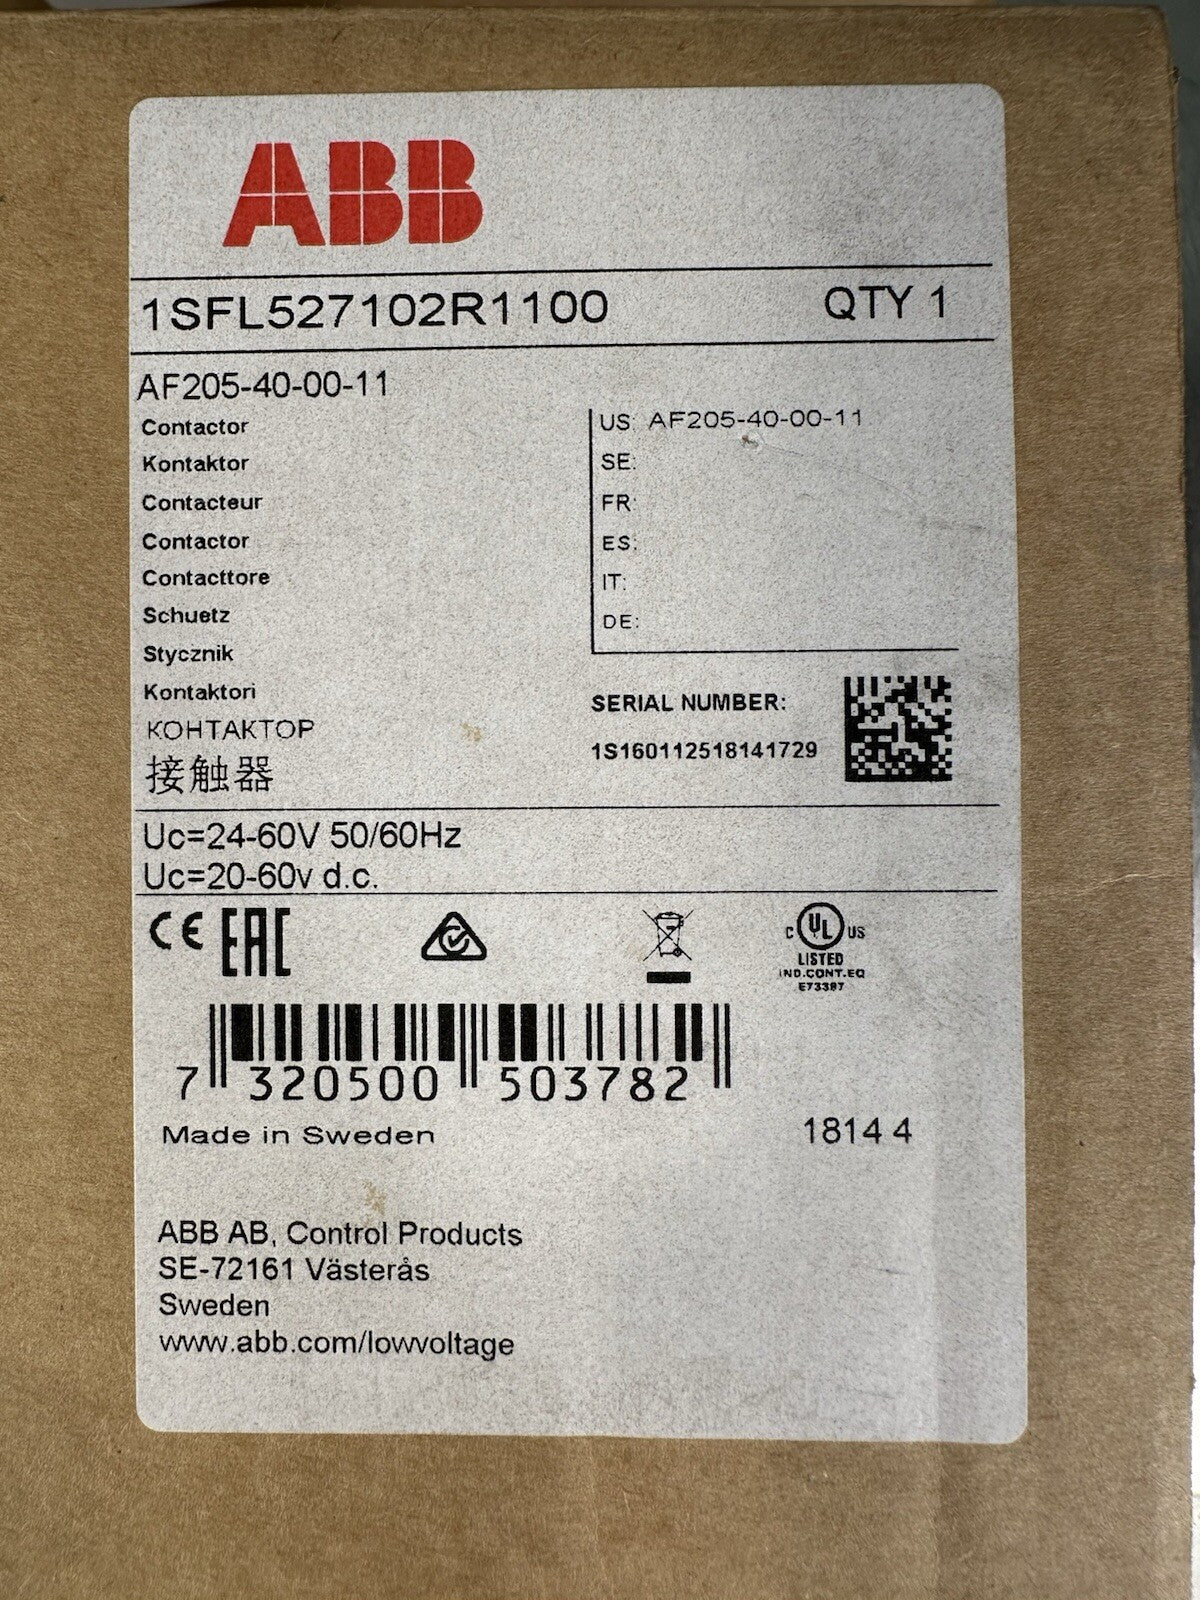 ABB
1SFL527102R1100 QTY 1
AF205-40-00-11
Contactor
Kontaktor
Contacteur
Contactor
Contacttore
Schuetz
Stycznik
Kontaktori
КОНТАКТОР
接触器
US: AF205-40-00-11
SE:
FR:
ES:
IT:
DE:
SERIAL NUMBER:
1S160112518141729
Uc=24-60V 50/60Hz
Uc=20-60v d.c.
CE EAC
C UL US
LISTED
IND.CONT.EQ
E73397
7 320500 503782
Made in Sweden 1814 4
ABB AB, Control Products
SE-72161 Västerås
Sweden
www.abb.com/lowvoltage